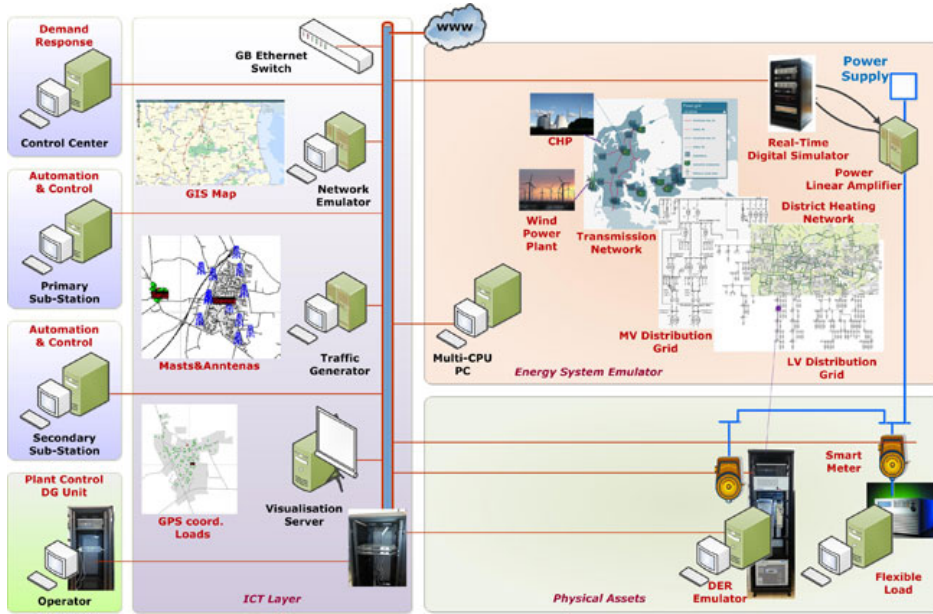 Demand
Response
Control Center
Automation
& Control
Primary
Sub-Station
Automation
& Control
Secondary
Sub-Station
Plant Control
DG Unit
Operator
GB Ethernet
Switch
GIS Map
Network
Emulator
Masts&Anntenas
Traffic
Generator
GPS coord.
Loads
Visualisation
Server
ICT Layer
www
CHP
Wind
Power
Plant
Transmission
Network
Power
Supply
Real-Time
Digital Simulator
Power
Linear Amplifier
District Heating
Network
MV Distribution
Grid
LV Distribution
Grid
Multi-CPU
PC
Energy System Emulator
Smart
Meter
DER
Emulator
Flexible
Load
Physical Assets